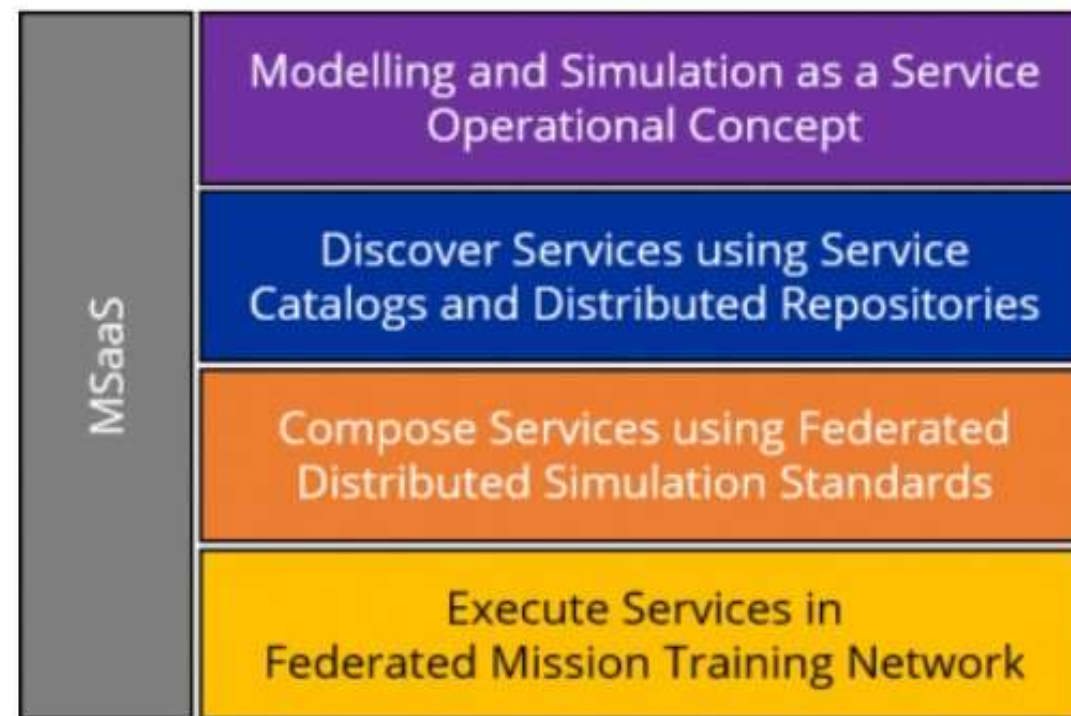 MSaaS
Modelling and Simulation as a Service
Operational Concept
Discover Services using Service
Catalogs and Distributed Repositories
Compose Services using Federated
Distributed Simulation Standards
Execute Services in
Federated Mission Training Network